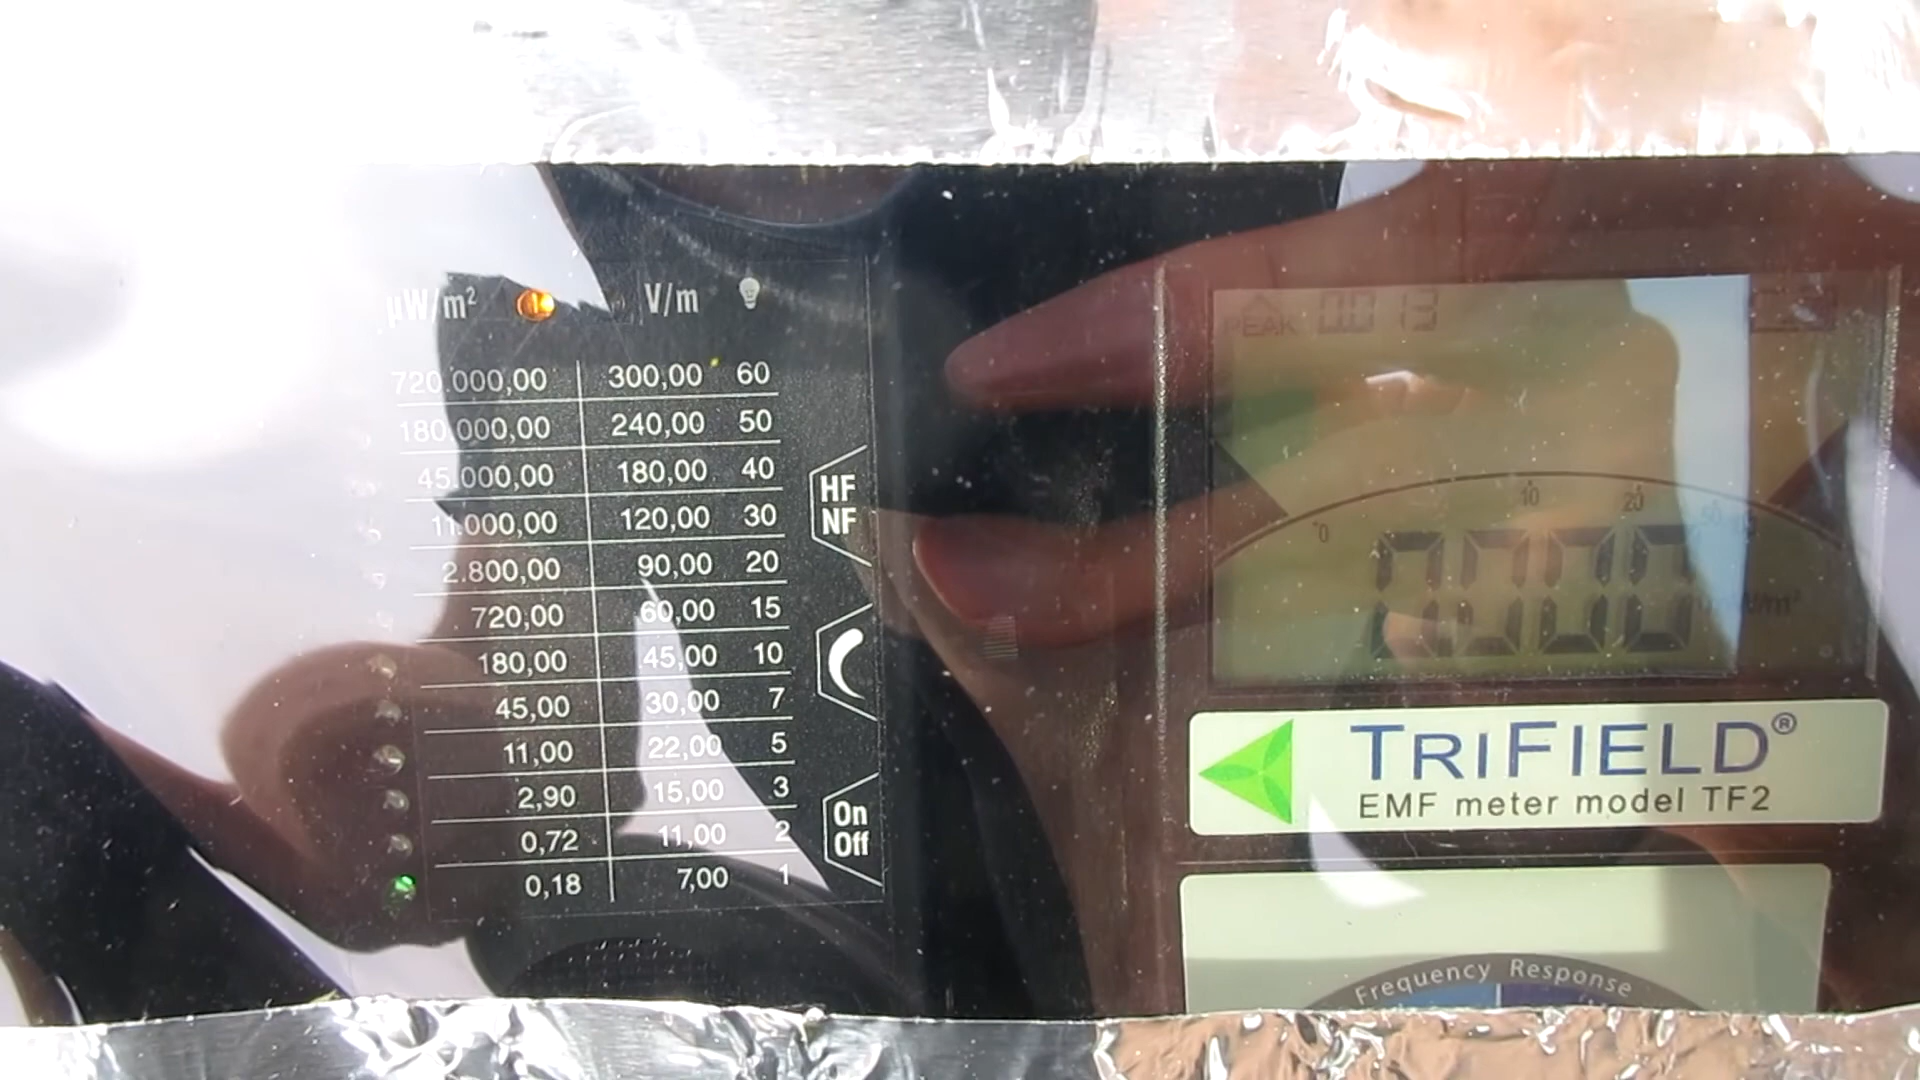 µW/m² V/m
720.000,00 300,00 60
180.000,00 240,00 50
45.000,00 180,00 40
11.000,00 120,00 30
2.800,00 90,00 20
720,00 60,00 15
180,00 45,00 10
45,00 30,00 7
11,00 22,00 5
2,90 15,00 3
0,72 11,00 2
0,18 7,00 1
HF
NF
On
Off
PEAK 0013
0 10 20
TRIFIELD®
EMF meter model TF2
Frequency Response